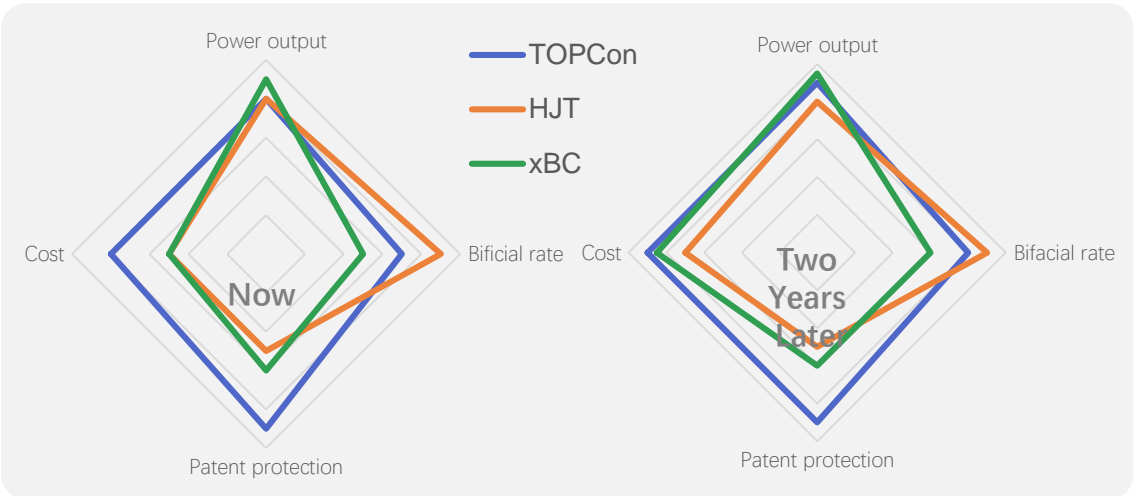 Power output
TOPCon
HJT
xBC
Cost
Bificial rate
Now
Patent protection
Power output
Cost
Bifacial rate
Two
Years
Later
Patent protection